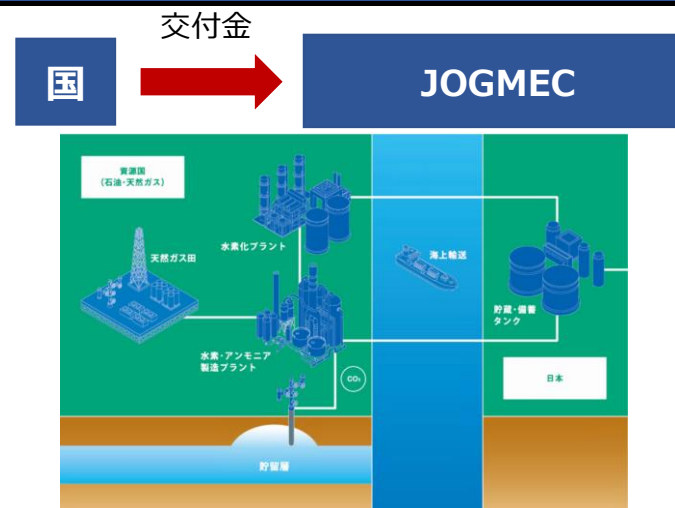 交付金
国
JOGMEC
資源国
(石油・天然ガス)
水素化プラント
天然ガス田
海上輸送
貯蔵・備蓄
タンク
水素・アンモニア
製造プラント
CO₂
日本
貯留層